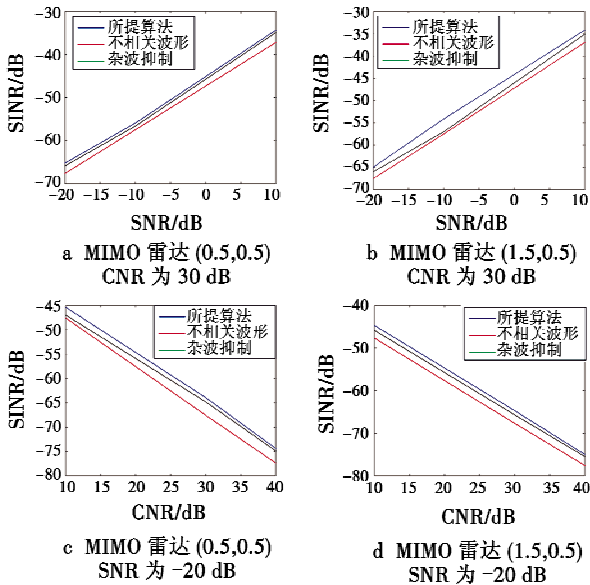 -30
-40
-50
-60
-70
SINR/dB
所提算法
不相关波形
杂波抑制
-20 -15 -10 -5 0 5 10
SNR/dB
a MIMO 雷达 (0.5,0.5)
CNR 为 30 dB
-30
-35
-40
-45
-50
-55
-60
-65
-70
SINR/dB
所提算法
不相关波形
杂波抑制
-20 -15 -10 -5 0 5 10
SNR/dB
b MIMO 雷达 (1.5,0.5)
CNR 为 30 dB
-45
-50
-55
-60
-65
-70
-75
-80
SINR/dB
所提算法
不相关波形
杂波抑制
10 15 20 25 30 35 40
CNR/dB
c MIMO 雷达 (0.5,0.5)
SNR 为 -20 dB
-40
-50
-60
-70
-80
SINR/dB
所提算法
不相关波形
杂波抑制
10 15 20 25 30 35 40
CNR/dB
d MIMO 雷达 (1.5,0.5)
SNR 为 -20 dB